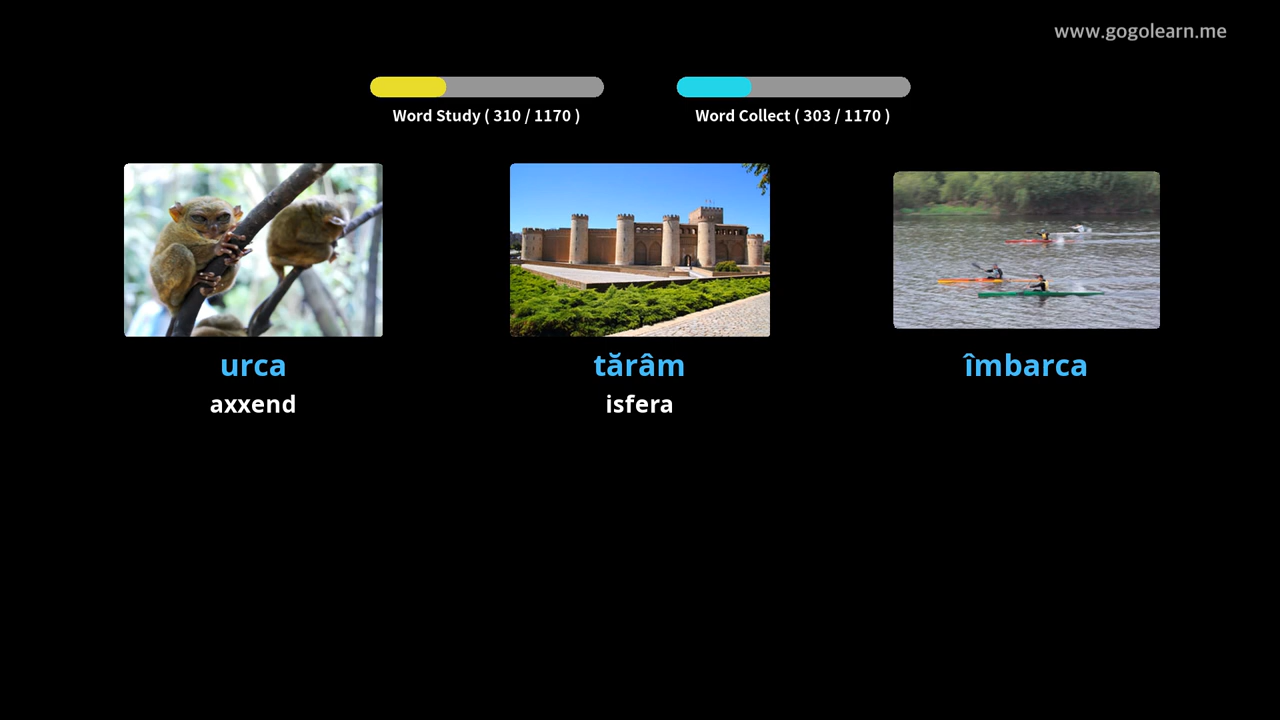 www.gogolearn.me
Word Study ( 310 / 1170 )
Word Collect ( 303 / 1170 )
urca
axxend
tărâm
isfera
îmbarca